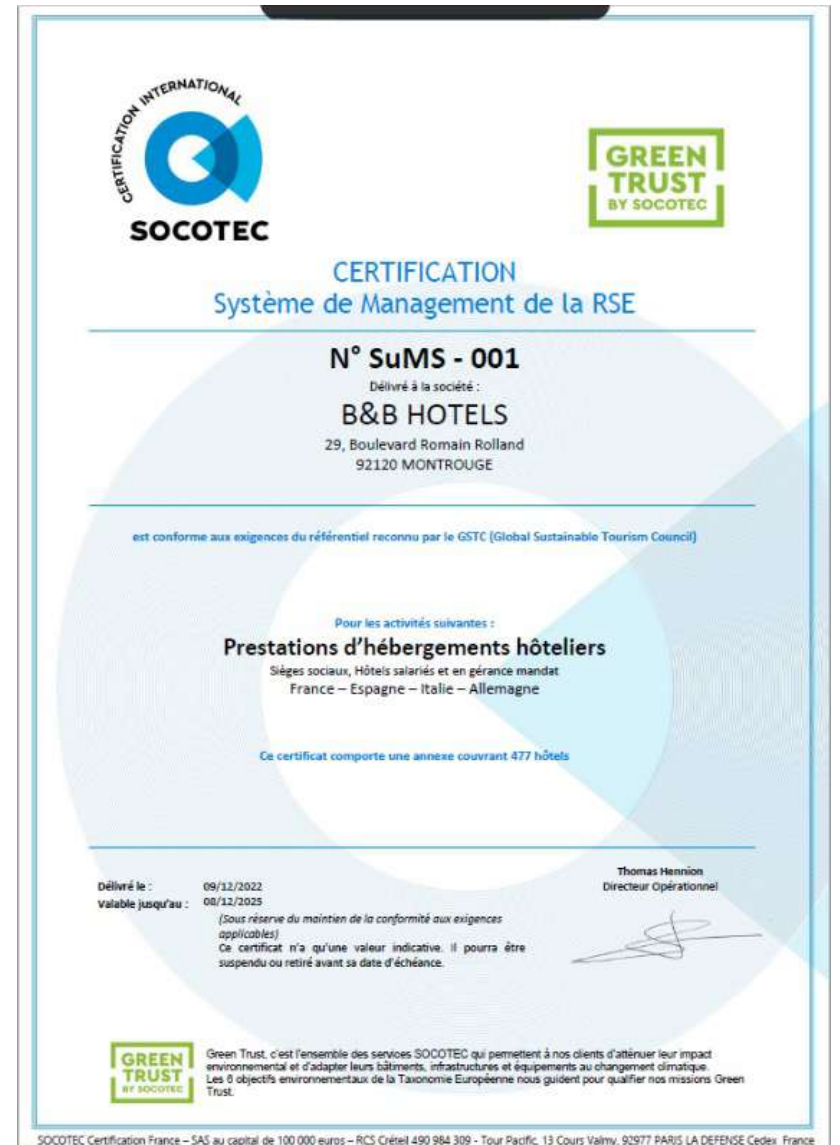 CERTIFICATION INTERNATIONAL
SOCOTEC
GREEN
TRUST
BY SOCOTEC
CERTIFICATION
Système de Management de la RSE
N° SuMS - 001
Délivré à la société :
B&B HOTELS
29, Boulevard Romain Rolland
92120 MONTROUGE
est conforme aux exigences du référentiel reconnu par le GSTC (Global Sustainable Tourism Council)
Pour les activités suivantes :
Prestations d'hébergements hôteliers
Sièges sociaux, Hôtels salariés et en gérance mandat
France – Espagne – Italie – Allemagne
Ce certificat comporte une annexe couvrant 477 hôtels
Thomas Hennion
Directeur Opérationnel
Délivré le : 09/12/2022
Valable jusqu'au : 08/12/2025
(Sous réserve du maintien de la conformité aux exigences
applicables)
Ce certificat n'a qu'une valeur indicative. Il pourra être
suspendu ou retiré avant sa date d'échéance.
GREEN
TRUST
BY SOCOTEC
Green Trust, c'est l'ensemble des services SOCOTEC qui permettent à nos clients d'atténuer leur impact
environnemental et d'adapter leurs bâtiments, infrastructures et équipements au changement climatique.
Les 6 objectifs environnementaux de la Taxonomie Européenne nous guident pour qualifier nos missions Green
Trust.
SOCOTEC Certification France – SAS au capital de 100 000 euros – RCS Créteil 490 984 309 - Tour Pacific, 13 Cours Valmy, 92977 PARIS LA DEFENSE Cedex France